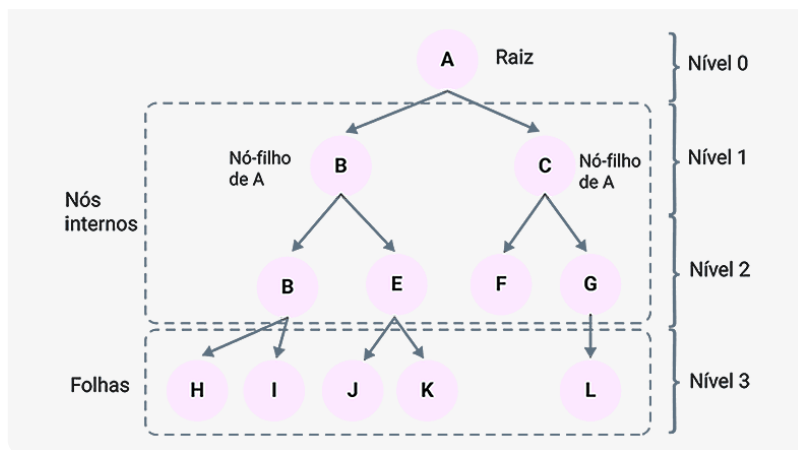 A
Raiz
Nível 0
Nó-filho
de A
B
C
Nó-filho
de A
Nível 1
Nós
internos
B
E
F
G
Nível 2
Folhas
H
I
J
K
L
Nível 3